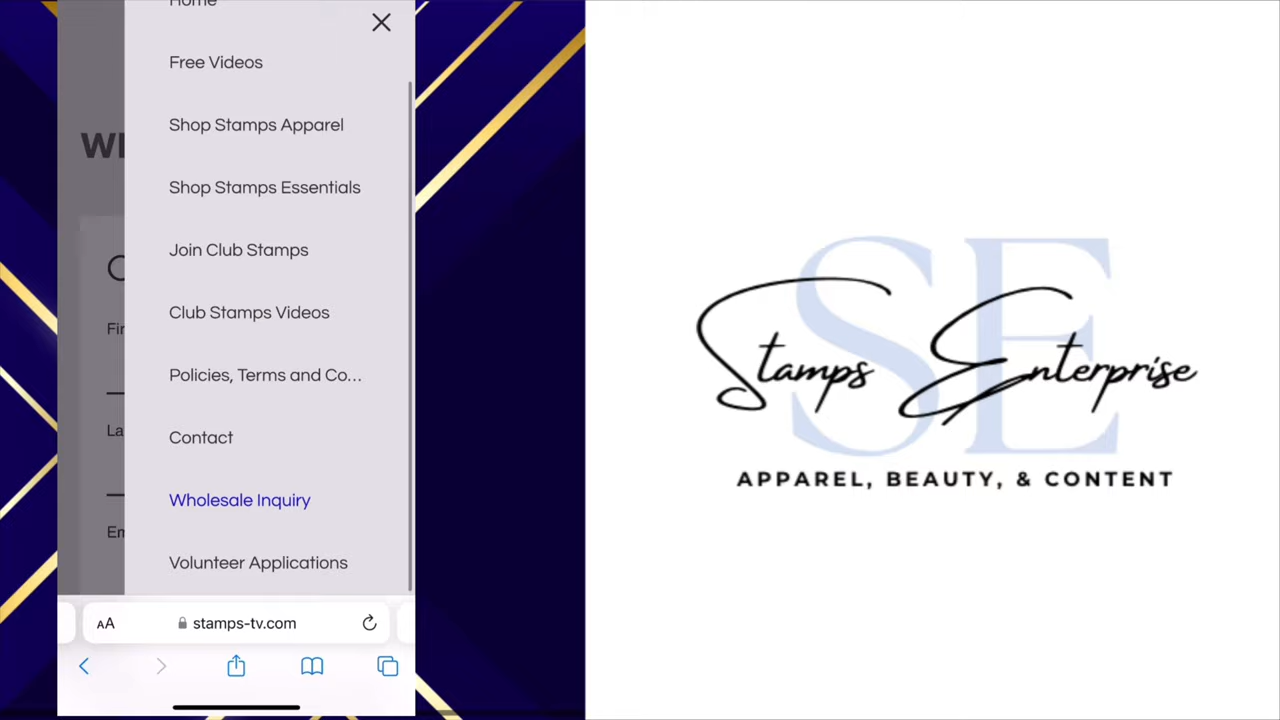 Home
Free Videos
Shop Stamps Apparel
Shop Stamps Essentials
Join Club Stamps
Club Stamps Videos
Policies, Terms and Co...
Contact
Wholesale Inquiry
Volunteer Applications
AA
stamps-tv.com
SE
Stamps Enterprise
APPAREL, BEAUTY, & CONTENT